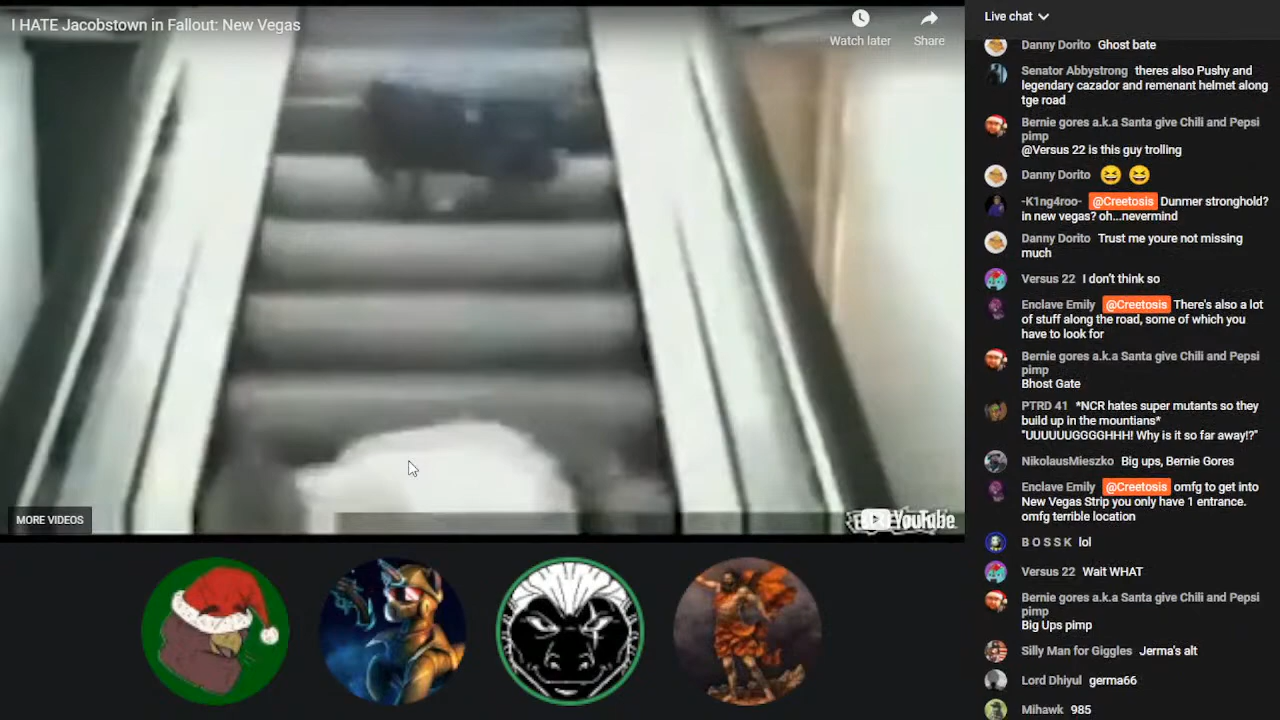 I HATE Jacobstown in Fallout: New Vegas
Watch later
Share
MORE VIDEOS
YouTube
Live chat
Danny Dorito Ghost bate
Senator Abbystrong theres also Pushy and
legendary cazador and remenant helmet along
tge road
Bernie gores a.k.a Santa give Chili and Pepsi
pimp
@Versus 22 is this guy trolling
Danny Dorito 😆 😆
-K1ng4roo- @Creetosis Dunmer stronghold?
in new vegas? oh...nevermind
Danny Dorito Trust me youre not missing
much
Versus 22 I don't think so
Enclave Emily @Creetosis There's also a lot
of stuff along the road, some of which you
have to look for
Bernie gores a.k.a Santa give Chili and Pepsi
pimp
Bhost Gate
PTRD 41 *NCR hates super mutants so they
build up in the mountians*
"UUUUUUGGGGHHH! Why is it so far away!?"
NikolausMieszko Big ups, Bernie Gores
Enclave Emily @Creetosis omfg to get into
New Vegas Strip you only have 1 entrance.
omfg terrible location
B O S S K lol
Versus 22 Wait WHAT
Bernie gores a.k.a Santa give Chili and Pepsi
pimp
Big Ups pimp
Silly Man for Giggles Jerma's alt
Lord Dhiyul germa66
Mihawk 985